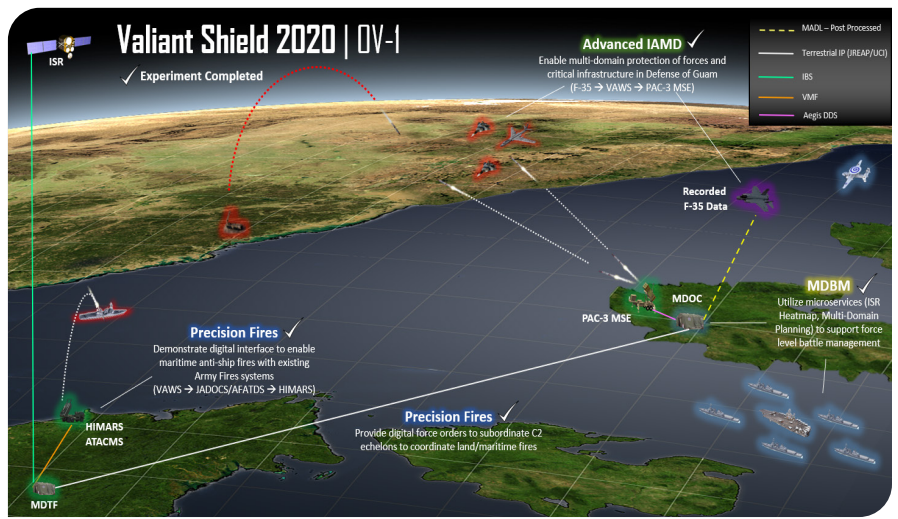 Valiant Shield 2020 | OV-1
✓ Experiment Completed
ISR
Advanced IAMD ✓
Enable multi-domain protection of forces and
critical infrastructure in Defense of Guam
(F-35 → VAWS → PAC-3 MSE)
MADL – Post Processed
Terrestrial IP (JREAP/UCI)
IBS
VMF
Aegis DDS
Recorded
F-35 Data
MDBM ✓
Utilize microservices (ISR
Heatmap, Multi-Domain
Planning) to support force
level battle management
MDOC
PAC-3 MSE
Precision Fires ✓
Demonstrate digital interface to enable
maritime anti-ship fires with existing
Army Fires systems
(VAWS → JADOCS/AFATDS → HIMARS)
HIMARS
ATACMS
Precision Fires ✓
Provide digital force orders to subordinate C2
echelons to coordinate land/maritime fires
MDTF